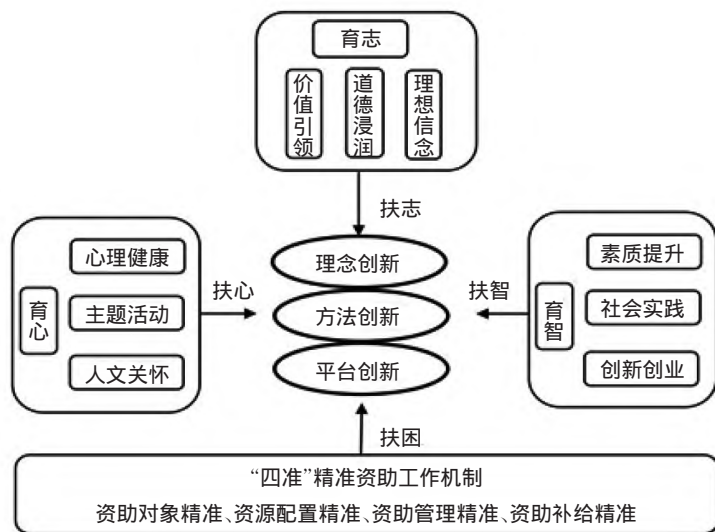 育志
价值引领
道德浸润
理想信念
扶志
心理健康
育心
主题活动
人文关怀
扶心
理念创新
方法创新
平台创新
扶智
素质提升
育智
社会实践
创新创业
扶困
“四准”精准资助工作机制
资助对象精准、资源配置精准、资助管理精准、资助补给精准